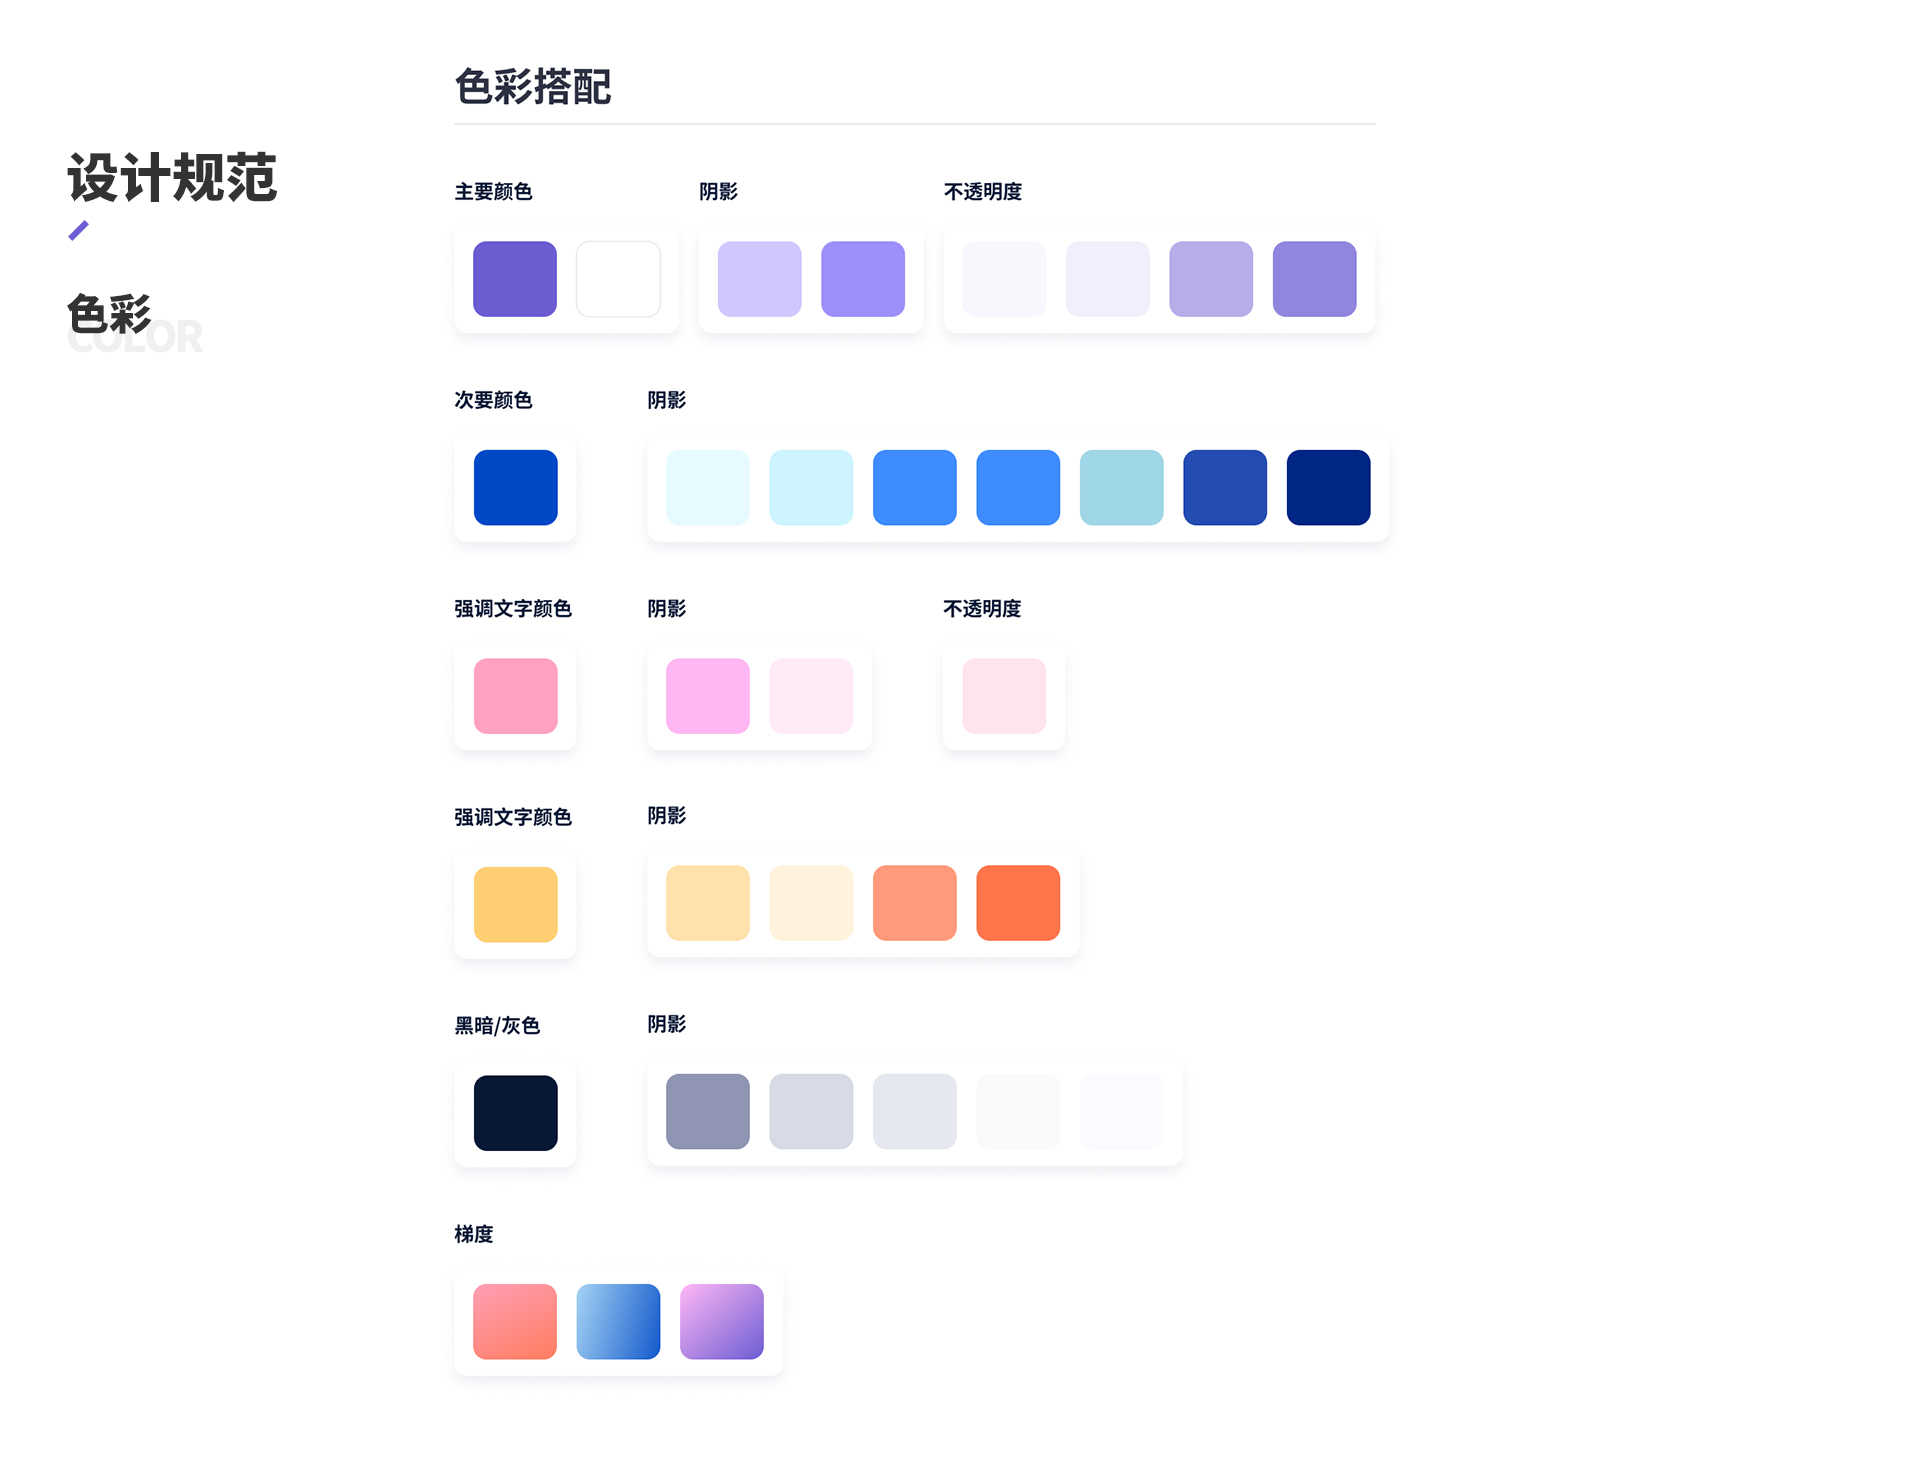 设计规范
色彩
COLOR
色彩搭配
主要颜色
阴影
不透明度
次要颜色
阴影
强调文字颜色
阴影
不透明度
强调文字颜色
阴影
黑暗/灰色
阴影
梯度